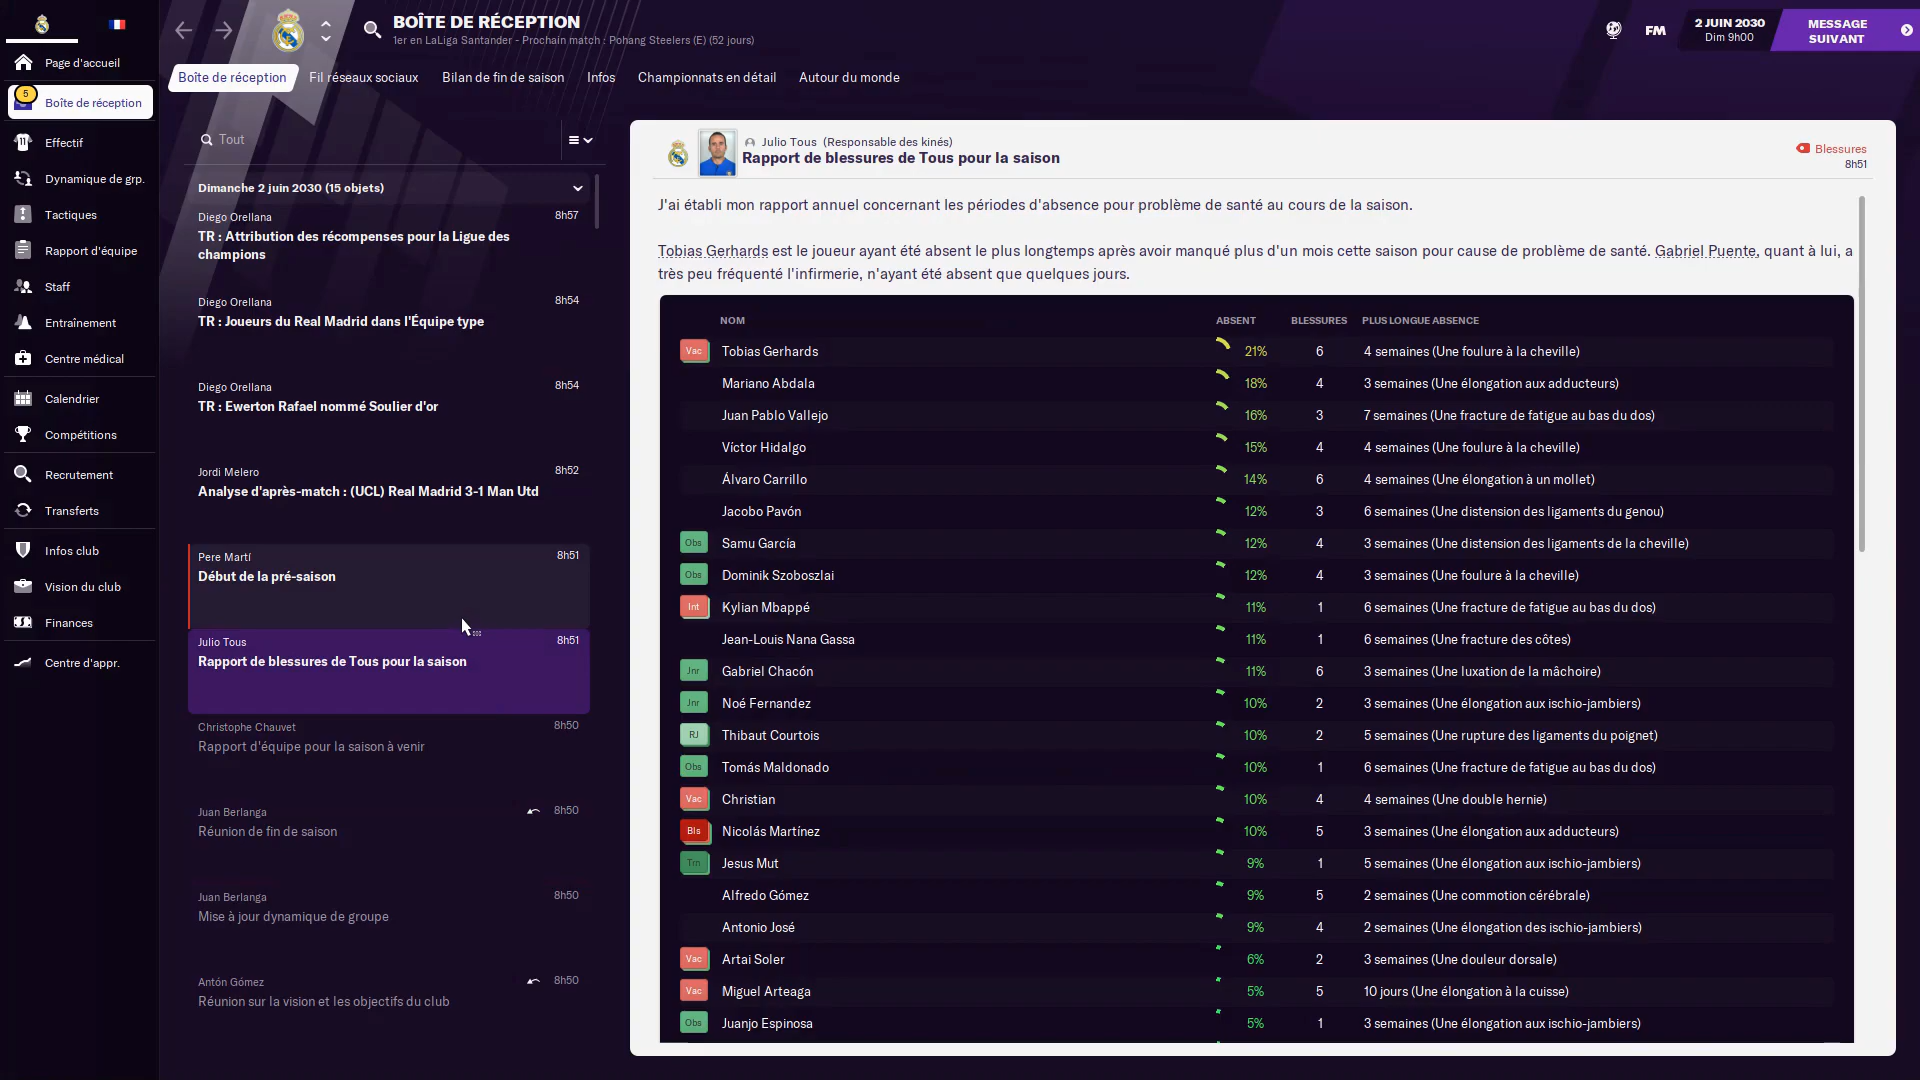 BOÎTE DE RÉCEPTION
1er en LaLiga Santander - Prochain match : Pohang Steelers (E) (52 jours)
FM
2 JUIN 2030
Dim 9h00
MESSAGE
SUIVANT
Page d'accueil
5
Boîte de réception
11
Effectif
Dynamique de grp.
Tactiques
Rapport d'équipe
Staff
Entraînement
Centre médical
Calendrier
Compétitions
Recrutement
Transferts
Infos club
Vision du club
Finances
Centre d'appr.
Boîte de réception
Fil réseaux sociaux
Bilan de fin de saison
Infos
Championnats en détail
Autour du monde
Tout
Dimanche 2 juin 2030 (15 objets)
Diego Orellana 8h57
TR : Attribution des récompenses pour la Ligue des
champions
Diego Orellana 8h54
TR : Joueurs du Real Madrid dans l'Équipe type
Diego Orellana 8h54
TR : Ewerton Rafael nommé Soulier d'or
Jordi Melero 8h52
Analyse d'après-match : (UCL) Real Madrid 3-1 Man Utd
Pere Martí 8h51
Début de la pré-saison
Julio Tous 8h51
Rapport de blessures de Tous pour la saison
Christophe Chauvet 8h50
Rapport d'équipe pour la saison à venir
Juan Berlanga 8h50
Réunion de fin de saison
Juan Berlanga 8h50
Mise à jour dynamique de groupe
Antón Gómez 8h50
Réunion sur la vision et les objectifs du club
Julio Tous (Responsable des kinés)
Rapport de blessures de Tous pour la saison
Blessures
8h51
J'ai établi mon rapport annuel concernant les périodes d'absence pour problème de santé au cours de la saison.
Tobias Gerhards est le joueur ayant été absent le plus longtemps après avoir manqué plus d'un mois cette saison pour cause de problème de santé. Gabriel Puente, quant à lui, a
très peu fréquenté l'infirmerie, n'ayant été absent que quelques jours.
NOM ABSENT BLESSURES PLUS LONGUE ABSENCE
Vac Tobias Gerhards 21% 6 4 semaines (Une foulure à la cheville)
Mariano Abdala 18% 4 3 semaines (Une élongation aux adducteurs)
Juan Pablo Vallejo 16% 3 7 semaines (Une fracture de fatigue au bas du dos)
Víctor Hidalgo 15% 4 4 semaines (Une foulure à la cheville)
Álvaro Carrillo 14% 6 4 semaines (Une élongation à un mollet)
Jacobo Pavón 12% 3 6 semaines (Une distension des ligaments du genou)
Obs Samu García 12% 4 3 semaines (Une distension des ligaments de la cheville)
Obs Dominik Szoboszlai 12% 4 3 semaines (Une foulure à la cheville)
Int Kylian Mbappé 11% 1 6 semaines (Une fracture de fatigue au bas du dos)
Jean-Louis Nana Gassa 11% 1 6 semaines (Une fracture des côtes)
Jnr Gabriel Chacón 11% 6 3 semaines (Une luxation de la mâchoire)
Jnr Noé Fernandez 10% 2 3 semaines (Une élongation aux ischio-jambiers)
RJ Thibaut Courtois 10% 2 5 semaines (Une rupture des ligaments du poignet)
Obs Tomás Maldonado 10% 1 6 semaines (Une fracture de fatigue au bas du dos)
Vac Christian 10% 4 4 semaines (Une double hernie)
Bls Nicolás Martínez 10% 5 3 semaines (Une élongation aux adducteurs)
Trn Jesus Mut 9% 1 5 semaines (Une élongation aux ischio-jambiers)
Alfredo Gómez 9% 5 2 semaines (Une commotion cérébrale)
Antonio José 9% 4 2 semaines (Une élongation des ischio-jambiers)
Vac Artai Soler 6% 2 3 semaines (Une douleur dorsale)
Vac Miguel Arteaga 5% 5 10 jours (Une élongation à la cuisse)
Obs Juanjo Espinosa 5% 1 3 semaines (Une élongation aux ischio-jambiers)